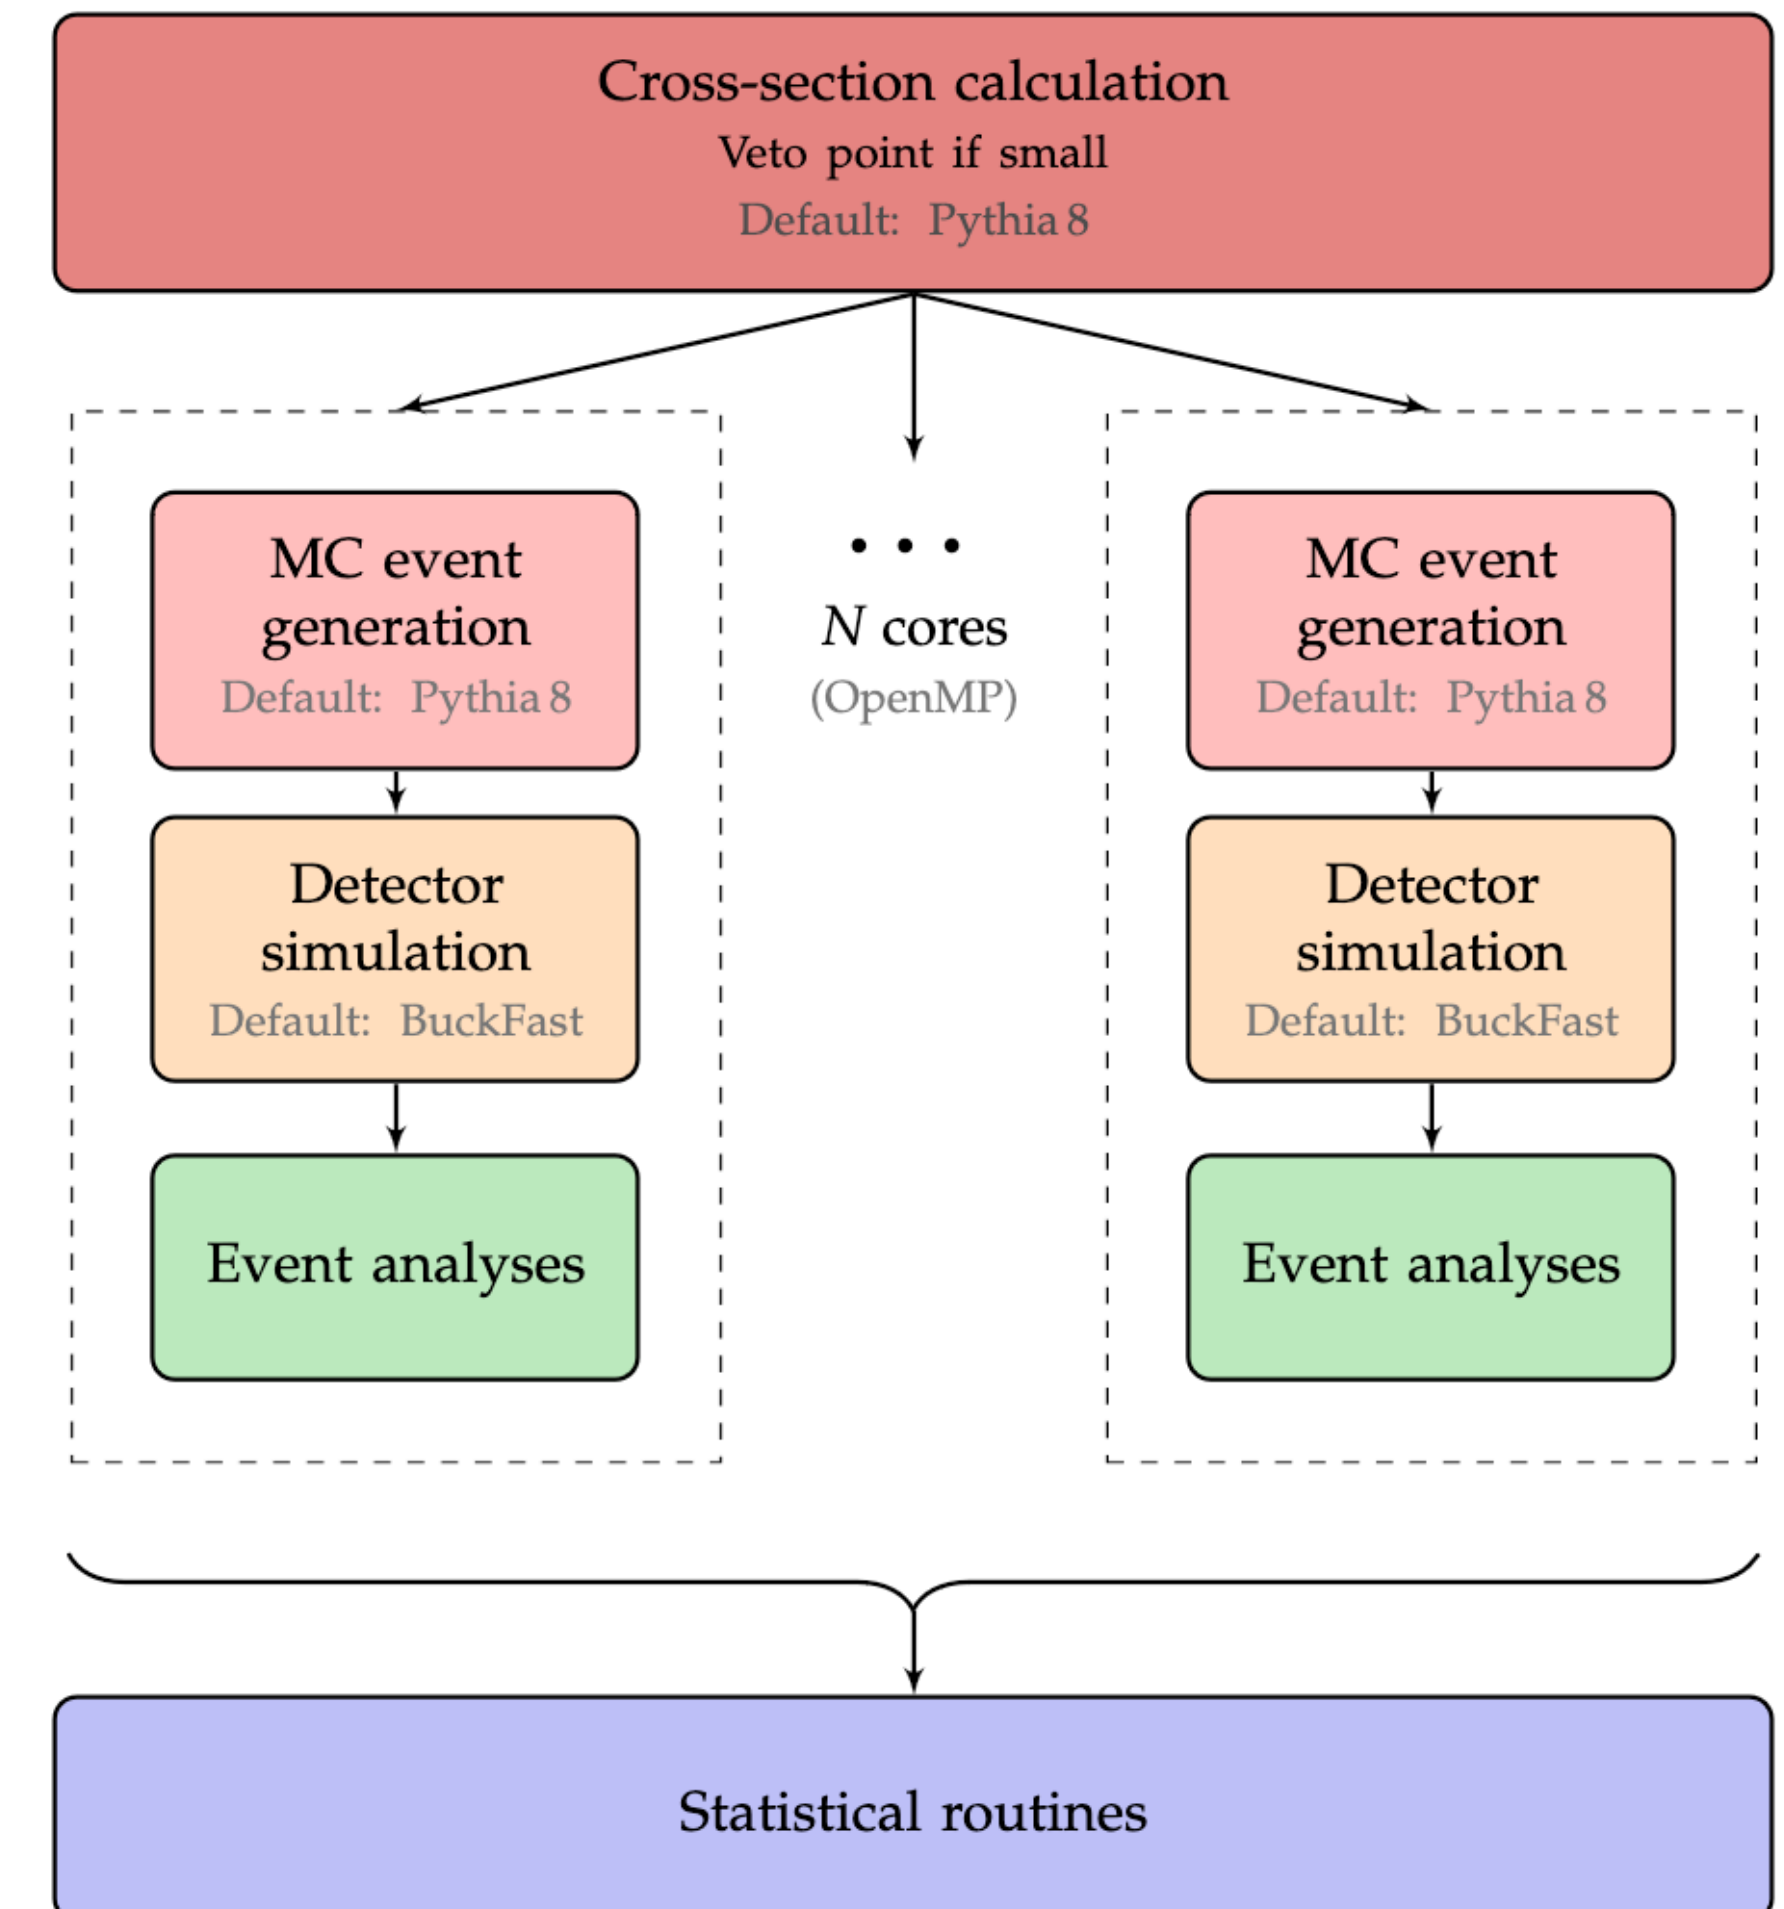 Cross-section calculation
Veto point if small
Default: Pythia 8
MC event
generation
Default: Pythia 8
Detector
simulation
Default: BuckFast
Event analyses
• • •
N cores
(OpenMP)
MC event
generation
Default: Pythia 8
Detector
simulation
Default: BuckFast
Event analyses
Statistical routines